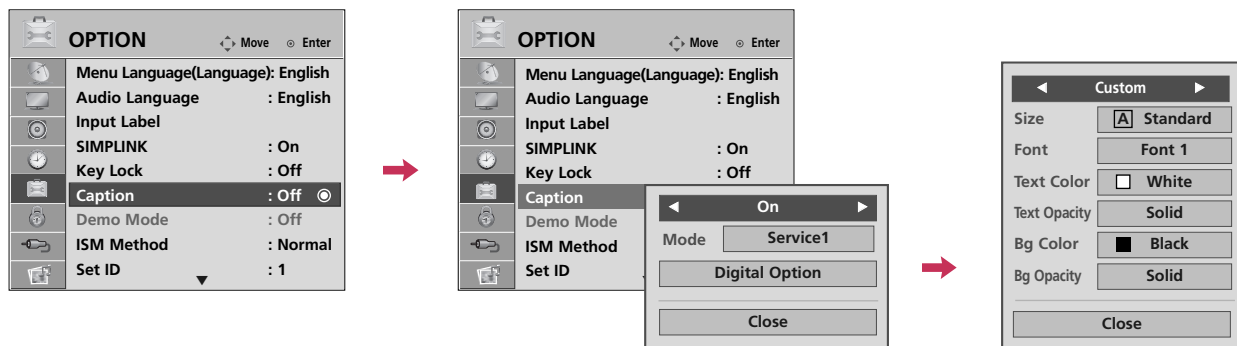 OPTION Move Enter
Menu Language(Language): English
Audio Language : English
Input Label
SIMPLINK : On
Key Lock : Off
Caption : Off
Demo Mode : Off
ISM Method : Normal
Set ID : 1
OPTION Move Enter
Menu Language(Language): English
Audio Language : English
Input Label
SIMPLINK : On
Key Lock : Off
Caption
Demo Mode
ISM Method
Set ID
◀ On ▶
Mode Service1
Digital Option
Close
◀ Custom ▶
Size A Standard
Font Font 1
Text Color White
Text Opacity Solid
Bg Color Black
Bg Opacity Solid
Close